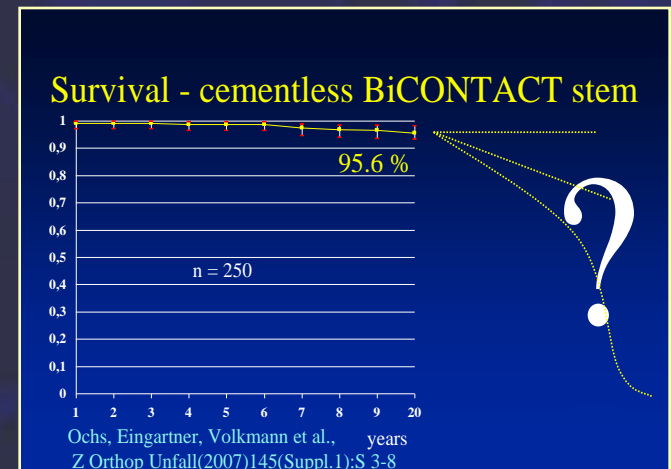 Survival - cementless BiCONTACT stem
1
0,9
0,8
0,7
0,6
0,5
0,4
0,3
0,2
0,1
0
95.6 %
n = 250
?
1 2 3 4 5 6 7 8 9 20
years
Ochs, Eingartner, Volkmann et al.,
Z Orthop Unfall(2007)145(Suppl.1):S 3-8